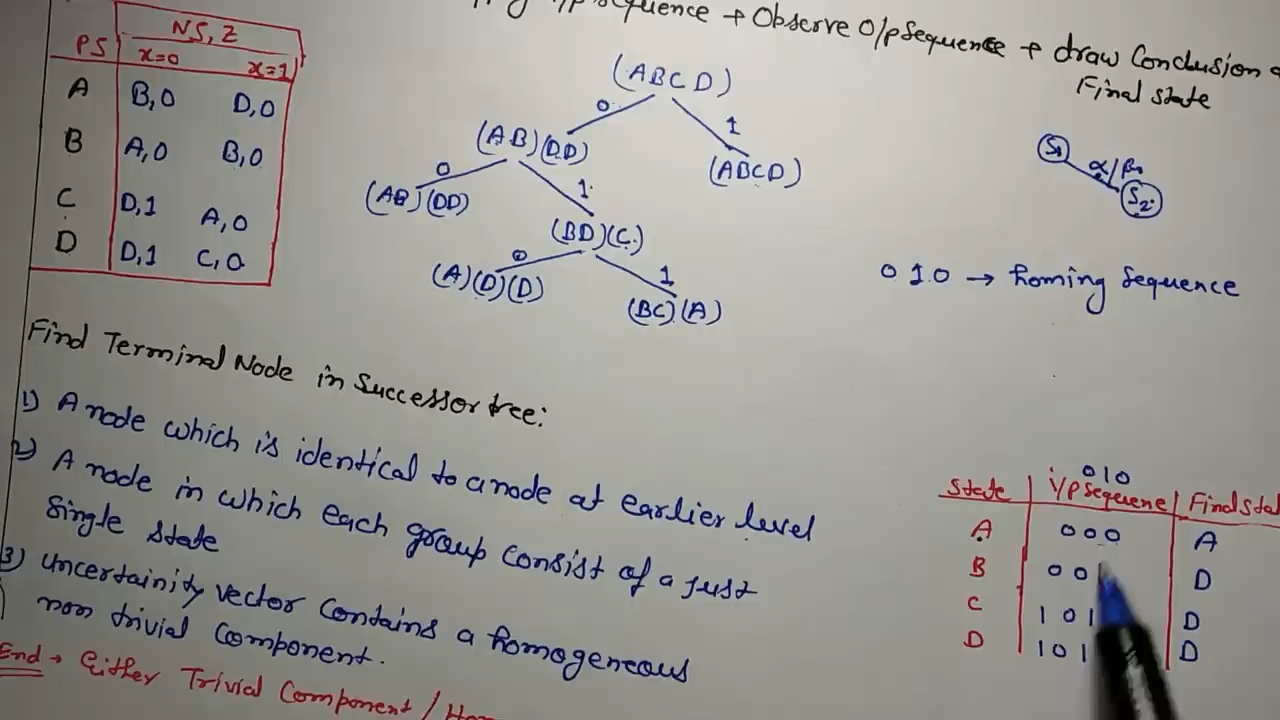 sequence + Observe O/p Sequence + draw Conclusion
Final state
PS NS, Z
x=0 x=1
A B,0 D,0
B A,0 B,0
C D,1 A,0
D D,1 C,0
(ABCD)
0 1
(AB)(DD) (ABCD)
0 1
(AB)(DD) (BD)(C)
0 1
(A)(D)(D) (BC)(A)
S1 α/β
S2
0 1 0 → homing sequence
Find Terminal Node in Successor tree:
1) A node which is identical to a node at earlier level
2) A node in which each group consist of a just
single state
3) uncertainity vector contains a homogeneous
non trivial component.
End → Either Trivial Component /
010
State i/p sequene Final
A 000 A
B 00 D
C 101 D
D 101 D